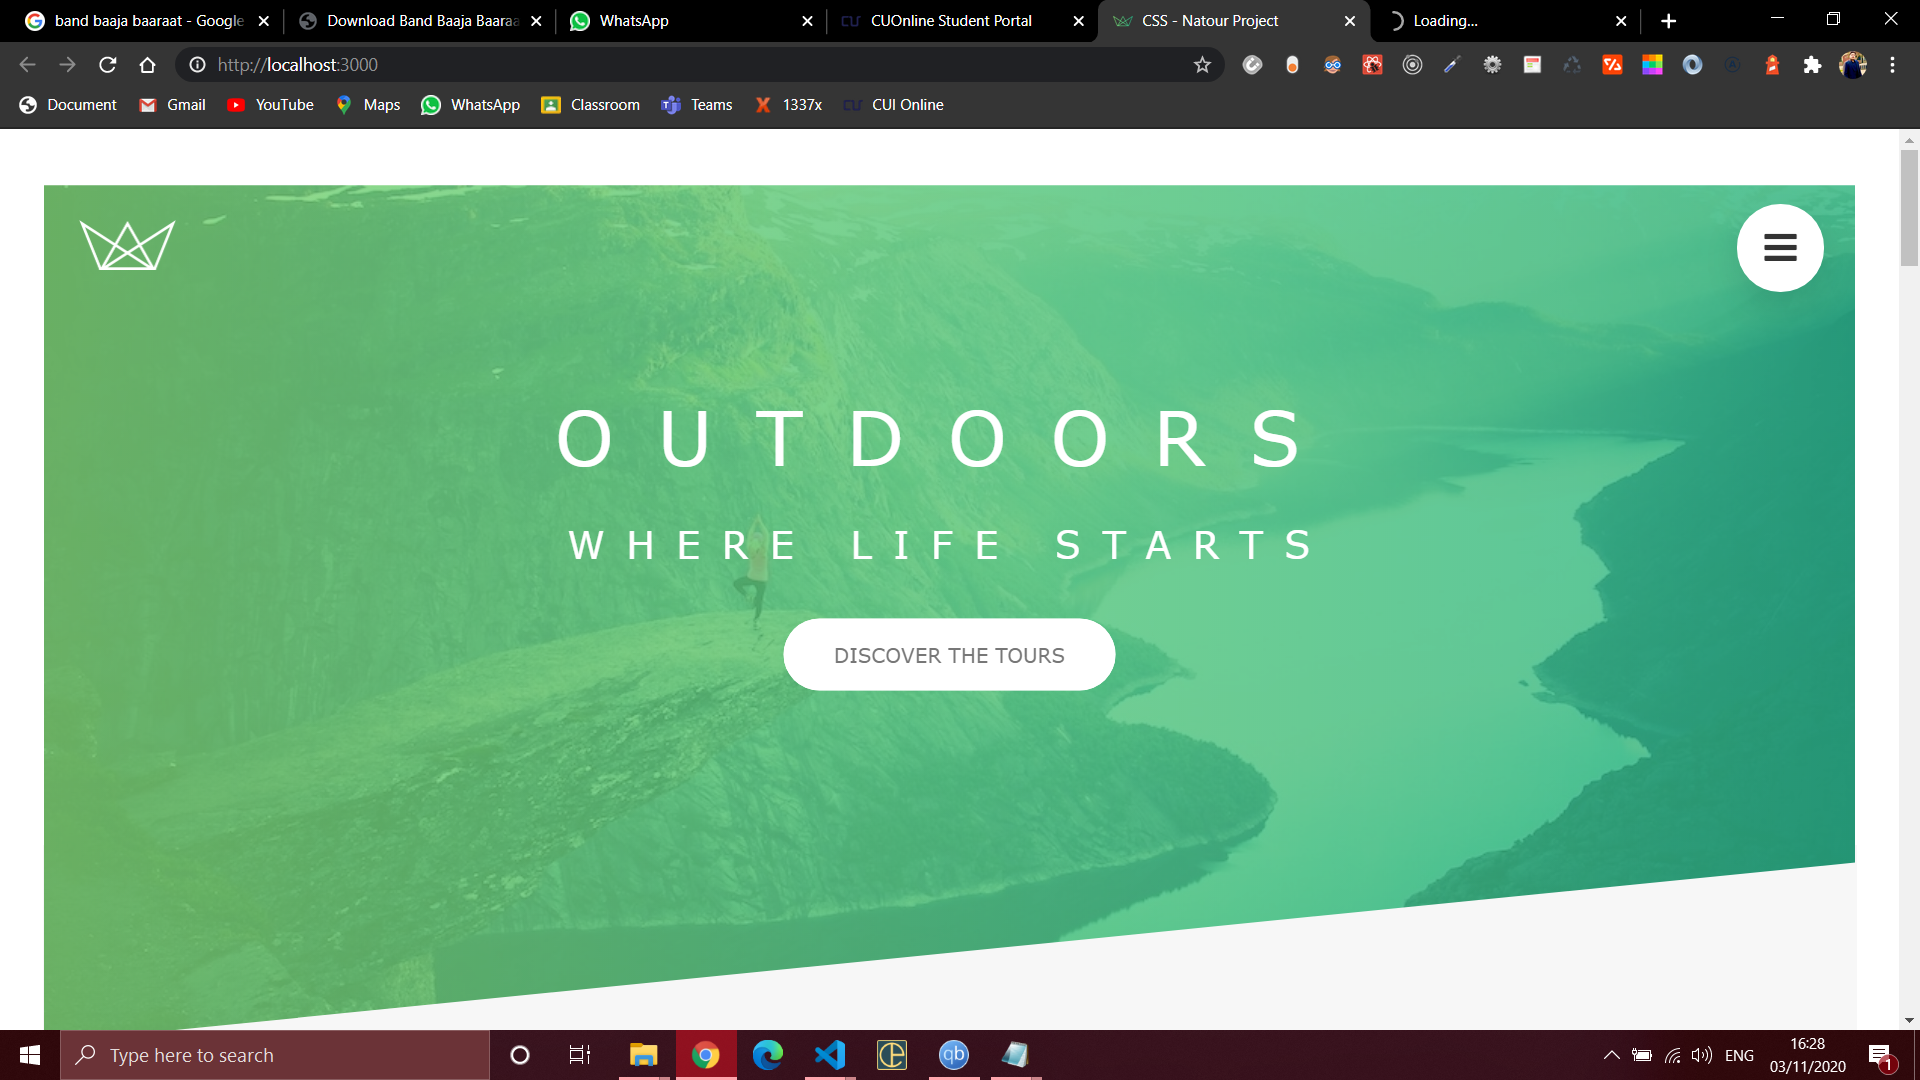 band baaja baaraat - Google
Download Band Baaja Baaraa
WhatsApp
CUOnline Student Portal
CSS - Natour Project
Loading...
http://localhost:3000
Document
Gmail
YouTube
Maps
WhatsApp
Classroom
Teams
1337x
CUI Online
OUTDOORS
WHERE LIFE STARTS
DISCOVER THE TOURS
Type here to search
ENG
16:28
03/11/2020
1